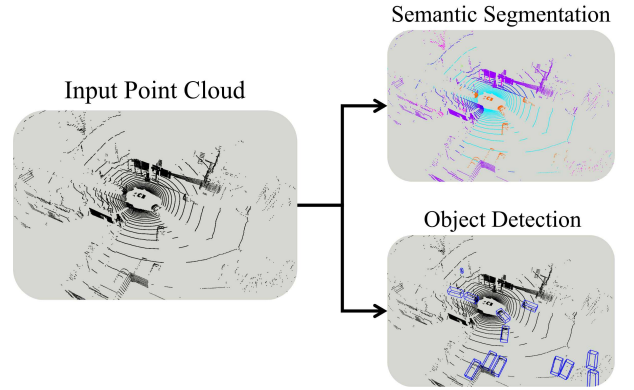 Semantic Segmentation
Input Point Cloud
Object Detection